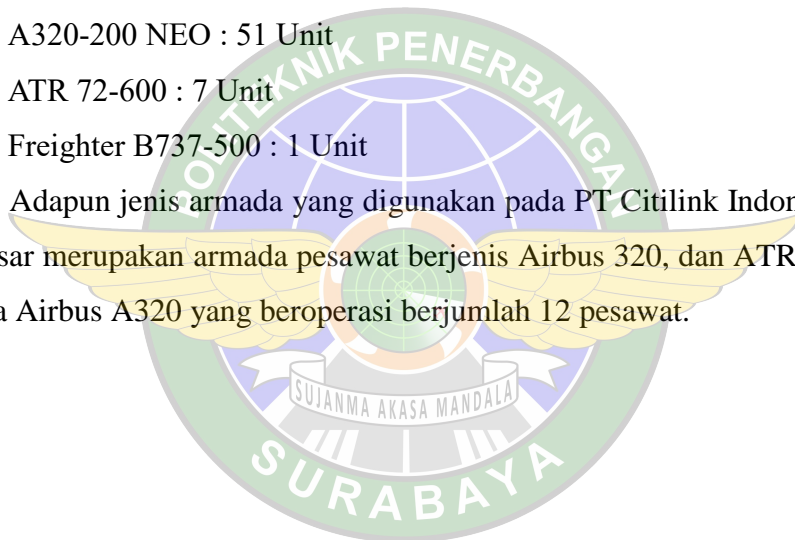 A320-200 NEO : 51 Unit
ATR 72-600 : 7 Unit
Freighter B737-500 : 1 Unit
Adapun jenis armada yang digunakan pada PT Citilink Indon
sar merupakan armada pesawat berjenis Airbus 320, dan ATR
a Airbus A320 yang beroperasi berjumlah 12 pesawat.
POLITEKNIK PENERBANGAN
SUJANMA AKASA MANDALA
SURABAYA